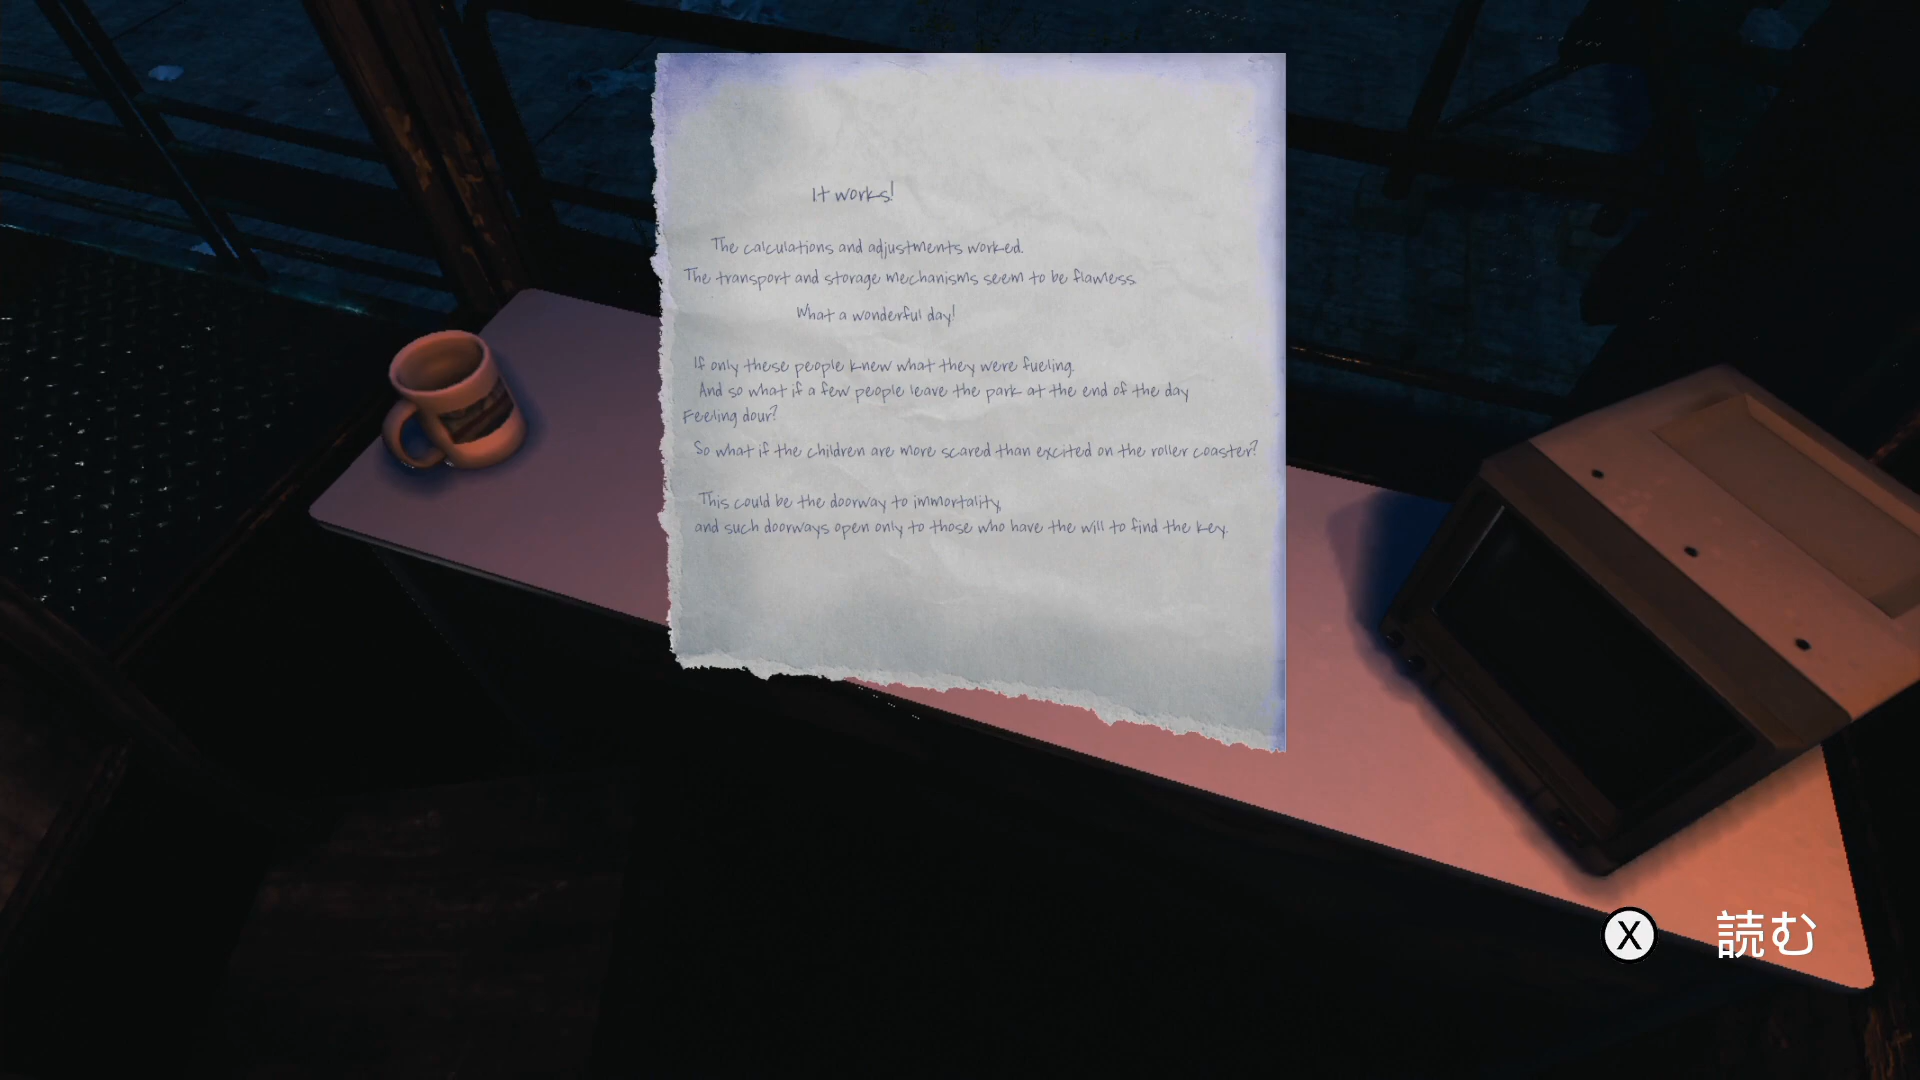 It works!
The calculations and adjustments worked.
The transport and storage mechanisms seem to be flawless.
What a wonderful day!
If only these people knew what they were fueling.
And so what if a few people leave the park at the end of the day
Feeling dour?
So what if the children are more scared than excited on the roller coaster?
This could be the doorway to immortality,
and such doorways open only to those who have the will to find the key.
X 読む